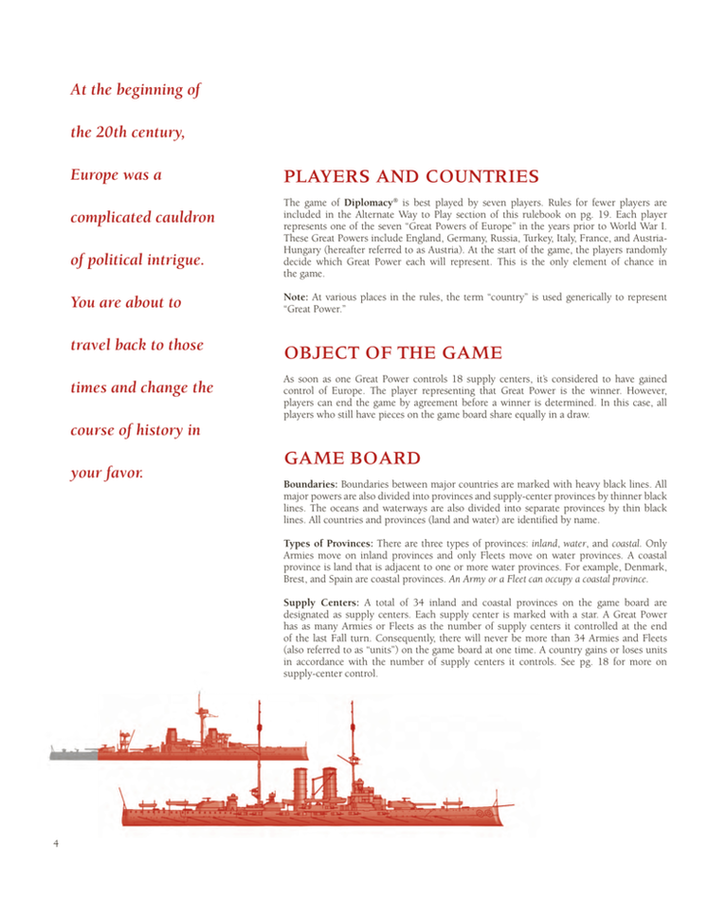 At the beginning of
the 20th century,
Europe was a
complicated cauldron
of political intrigue.
You are about to
travel back to those
times and change the
course of history in
your favor.
PLAYERS AND COUNTRIES
The game of Diplomacy® is best played by seven players. Rules for fewer players are
included in the Alternate Way to Play section of this rulebook on pg. 19. Each player
represents one of the seven “Great Powers of Europe” in the years prior to World War I.
These Great Powers include England, Germany, Russia, Turkey, Italy, France, and Austria-
Hungary (hereafter referred to as Austria). At the start of the game, the players randomly
decide which Great Power each will represent. This is the only element of chance in
the game.
Note: At various places in the rules, the term “country” is used generically to represent
“Great Power.”
OBJECT OF THE GAME
As soon as one Great Power controls 18 supply centers, it’s considered to have gained
control of Europe. The player representing that Great Power is the winner. However,
players can end the game by agreement before a winner is determined. In this case, all
players who still have pieces on the game board share equally in a draw.
GAME BOARD
Boundaries: Boundaries between major countries are marked with heavy black lines. All
major powers are also divided into provinces and supply-center provinces by thinner black
lines. The oceans and waterways are also divided into separate provinces by thin black
lines. All countries and provinces (land and water) are identified by name.
Types of Provinces: There are three types of provinces: inland, water, and coastal. Only
Armies move on inland provinces and only Fleets move on water provinces. A coastal
province is land that is adjacent to one or more water provinces. For example, Denmark,
Brest, and Spain are coastal provinces. An Army or a Fleet can occupy a coastal province.
Supply Centers: A total of 34 inland and coastal provinces on the game board are
designated as supply centers. Each supply center is marked with a star. A Great Power
has as many Armies or Fleets as the number of supply centers it controlled at the end
of the last Fall turn. Consequently, there will never be more than 34 Armies and Fleets
(also referred to as “units”) on the game board at one time. A country gains or loses units
in accordance with the number of supply centers it controls. See pg. 18 for more on
supply-center control.
4